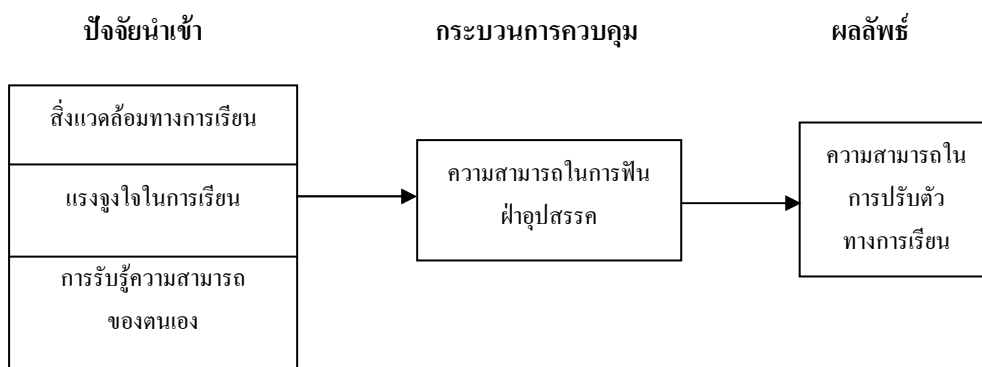 ปัจจัยนำเข้า
กระบวนการควบคุม
ผลลัพธ์
สิ่งแวดล้อมทางการเรียน
แรงจูงใจในการเรียน
การรับรู้ความสามารถ
ของตนเอง
ความสามารถในการฟัน
ฝ่าอุปสรรค
ความสามารถใน
การปรับตัว
ทางการเรียน